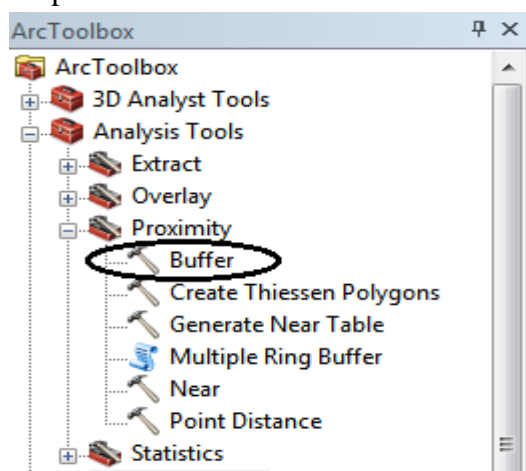 ArcToolbox
ArcToolbox
3D Analyst Tools
Analysis Tools
Extract
Overlay
Proximity
Buffer
Create Thiessen Polygons
Generate Near Table
Multiple Ring Buffer
Near
Point Distance
Statistics